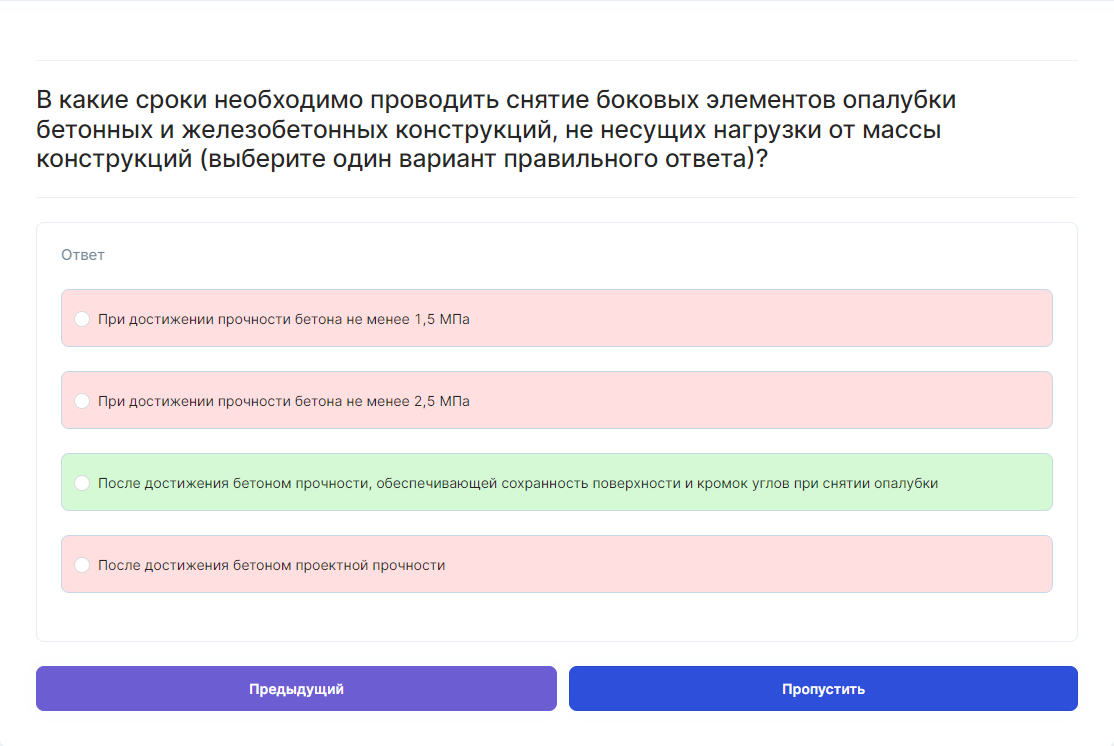 В какие сроки необходимо проводить снятие боковых элементов опалубки
бетонных и железобетонных конструкций, не несущих нагрузки от массы
конструкций (выберите один вариант правильного ответа)?
Ответ
При достижении прочности бетона не менее 1,5 МПа
При достижении прочности бетона не менее 2,5 МПа
После достижения бетоном прочности, обеспечивающей сохранность поверхности и кромок углов при снятии опалубки
После достижения бетоном проектной прочности
Предыдущий
Пропустить